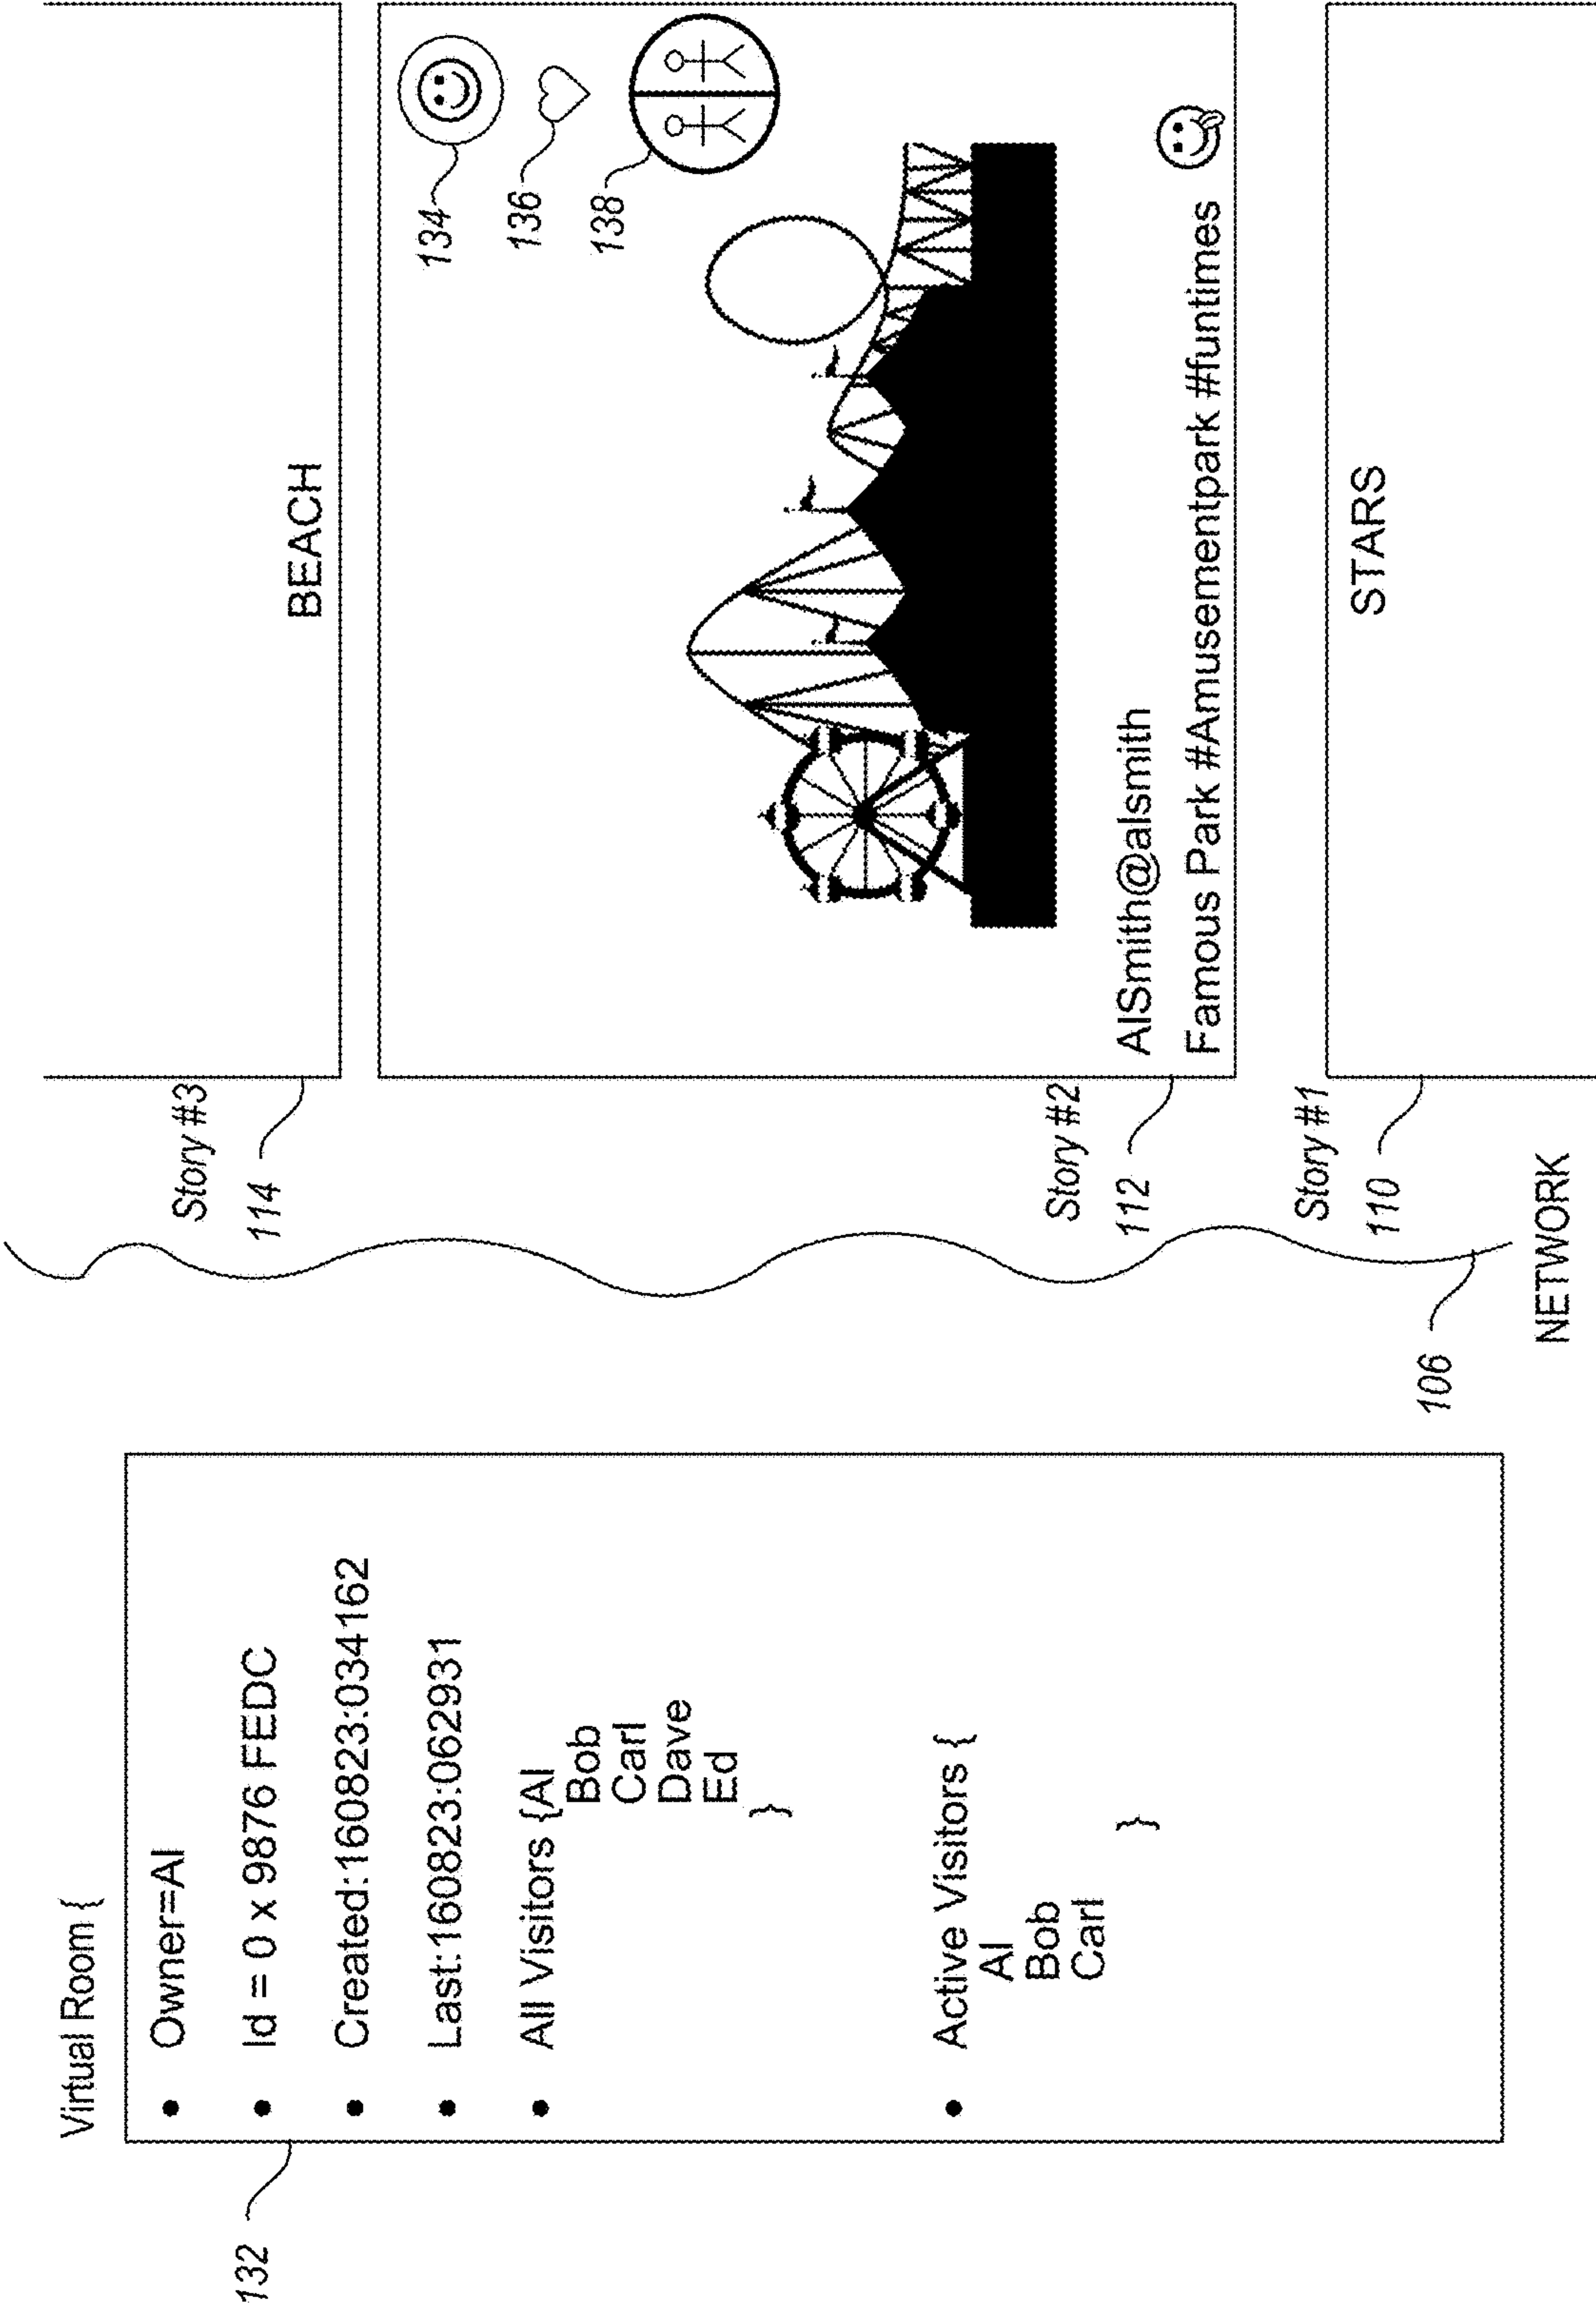 Virtual Room {
132
• Owner=Al
• Id = 0 x 9876 FEDC
• Created:160823:034162
• Last:160823:062931
• All Visitors {Al
Bob
Carl
Dave
Ed
}
• Active Visitors {
Al
Bob
Carl
}
106
NETWORK
Story #3
114
BEACH
134
136
138
Story #2
112
AlSmith@alsmith
Famous Park #Amusementpark #funtimes
Story #1
110
STARS